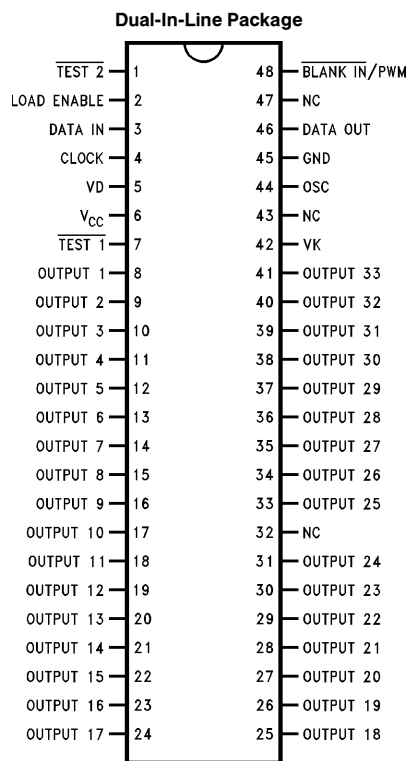 Dual-In-Line Package
TEST 2 1 48 BLANK IN/PWM
LOAD ENABLE 2 47 NC
DATA IN 3 46 DATA OUT
CLOCK 4 45 GND
VD 5 44 OSC
VCC 6 43 NC
TEST 1 7 42 VK
OUTPUT 1 8 41 OUTPUT 33
OUTPUT 2 9 40 OUTPUT 32
OUTPUT 3 10 39 OUTPUT 31
OUTPUT 4 11 38 OUTPUT 30
OUTPUT 5 12 37 OUTPUT 29
OUTPUT 6 13 36 OUTPUT 28
OUTPUT 7 14 35 OUTPUT 27
OUTPUT 8 15 34 OUTPUT 26
OUTPUT 9 16 33 OUTPUT 25
OUTPUT 10 17 32 NC
OUTPUT 11 18 31 OUTPUT 24
OUTPUT 12 19 30 OUTPUT 23
OUTPUT 13 20 29 OUTPUT 22
OUTPUT 14 21 28 OUTPUT 21
OUTPUT 15 22 27 OUTPUT 20
OUTPUT 16 23 26 OUTPUT 19
OUTPUT 17 24 25 OUTPUT 18